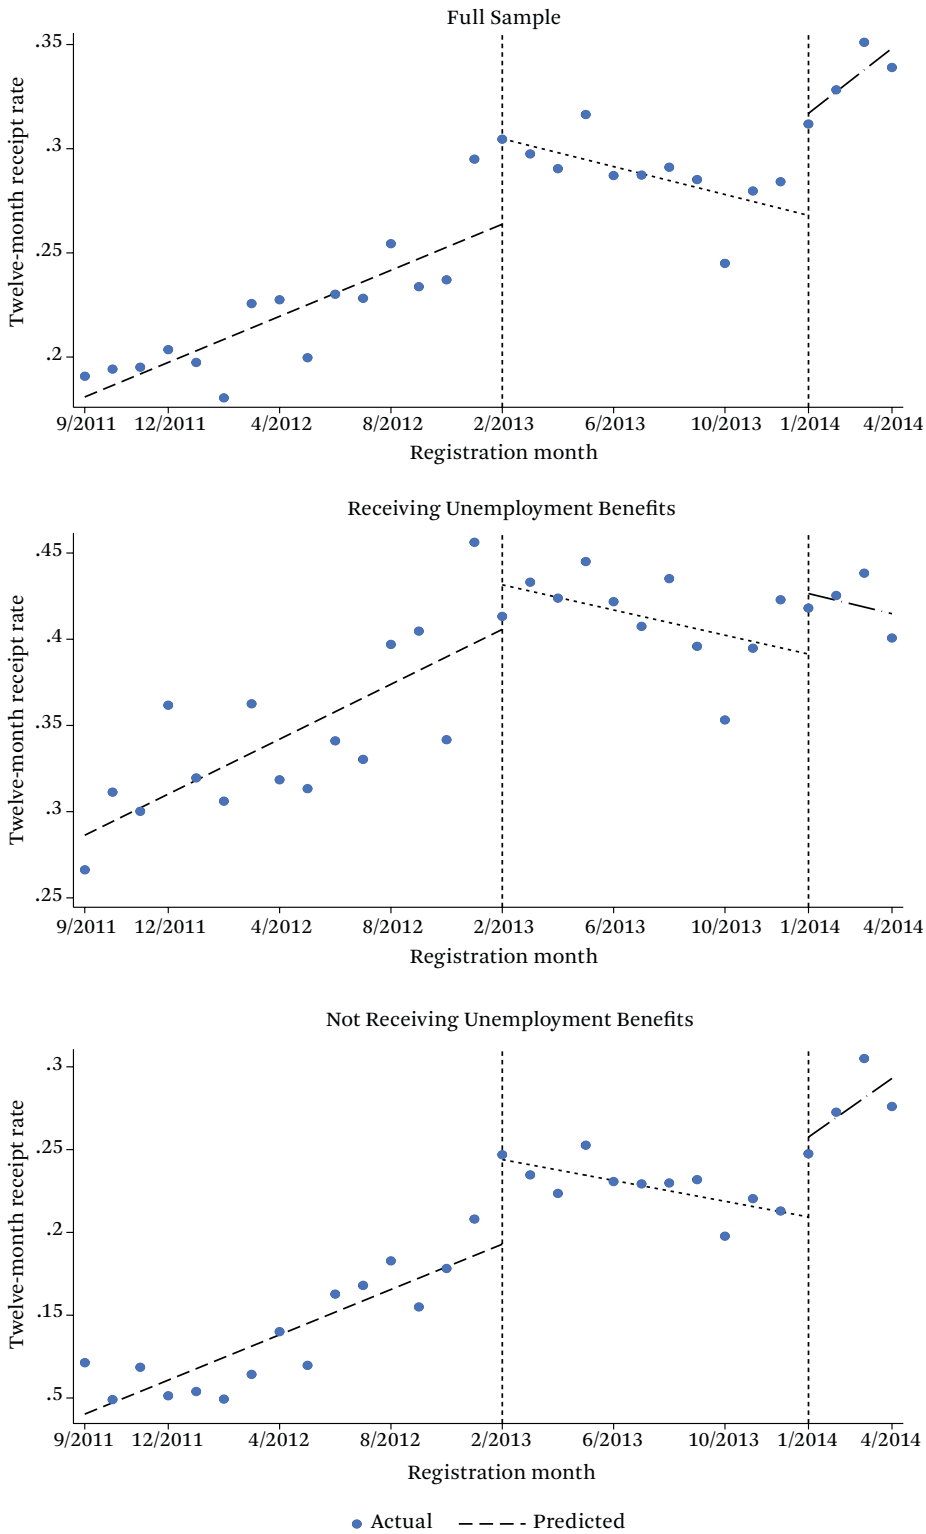 Full Sample
Twelve-month receipt rate
.35
.3
.25
.2
9/2011 12/2011 4/2012 8/2012 2/2013 6/2013 10/2013 1/2014 4/2014
Registration month
Receiving Unemployment Benefits
Twelve-month receipt rate
.45
.4
.35
.3
.25
9/2011 12/2011 4/2012 8/2012 2/2013 6/2013 10/2013 1/2014 4/2014
Registration month
Not Receiving Unemployment Benefits
Twelve-month receipt rate
.3
.25
.2
.15
.5
9/2011 12/2011 4/2012 8/2012 2/2013 6/2013 10/2013 1/2014 4/2014
Registration month
Actual Predicted